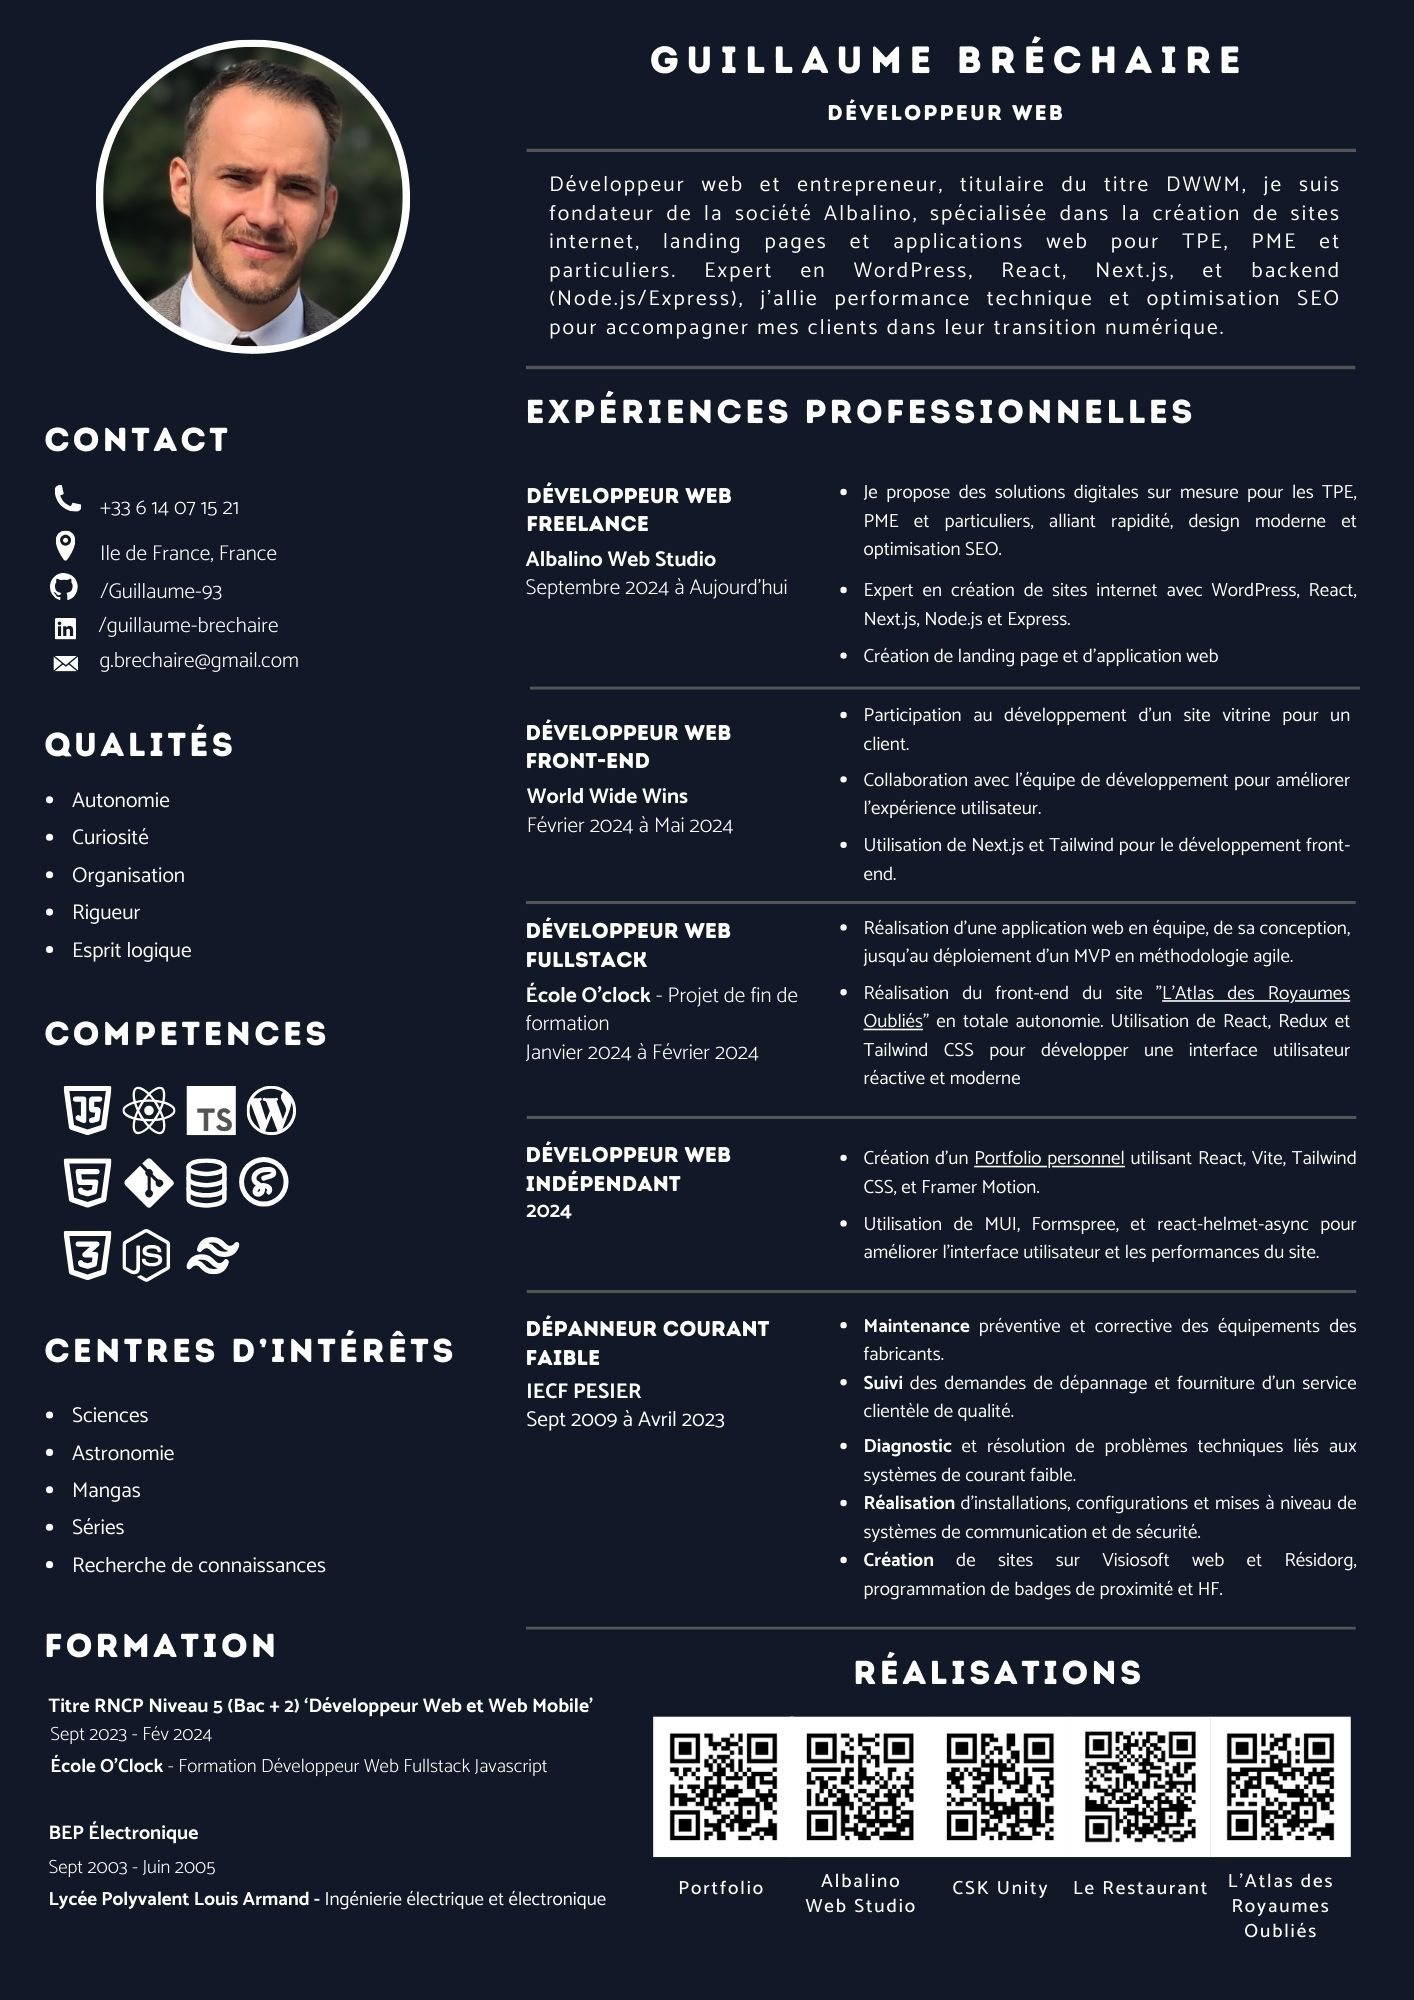 GUILLAUME BRÉCHAIRE
DÉVELOPPEUR WEB
Développeur web et entrepreneur, titulaire du titre DWWM, je suis
fondateur de la société Albalino, spécialisée dans la création de sites
internet, landing pages et applications web pour TPE, PME et
particuliers. Expert en WordPress, React, Next.js, et backend
(Node.js/Express), j'allie performance technique et optimisation SEO
pour accompagner mes clients dans leur transition numérique.
CONTACT
+33 6 14 07 15 21
Ile de France, France
/Guillaume-93
in
/guillaume-brechaire
g.brechaire@gmail.com
QUALITÉS
• Autonomie
• Curiosité
• Organisation
• Rigueur
• Esprit logique
COMPETENCES
JS
TS
W
5
3
JS
CENTRES D'INTÉRÊTS
• Sciences
• Astronomie
• Mangas
• Séries
• Recherche de connaissances
FORMATION
Titre RNCP Niveau 5 (Bac + 2) ‘Développeur Web et Web Mobile’
Sept 2023 - Fév 2024
École O'Clock - Formation Développeur Web Fullstack Javascript
BEP Électronique
Sept 2003 - Juin 2005
Lycée Polyvalent Louis Armand - Ingénierie électrique et électronique
EXPÉRIENCES PROFESSIONNELLES
DÉVELOPPEUR WEB
FREELANCE
Albalino Web Studio
Septembre 2024 à Aujourd'hui
• Je propose des solutions digitales sur mesure pour les TPE,
PME et particuliers, alliant rapidité, design moderne et
optimisation SEO.
• Expert en création de sites internet avec WordPress, React,
Next.js, Node.js et Express.
• Création de landing page et d'application web
DÉVELOPPEUR WEB
FRONT-END
World Wide Wins
Février 2024 à Mai 2024
• Participation au développement d'un site vitrine pour un
client.
• Collaboration avec l'équipe de développement pour améliorer
l'expérience utilisateur.
• Utilisation de Next.js et Tailwind pour le développement front-
end.
DÉVELOPPEUR WEB
FULLSTACK
École O'clock - Projet de fin de
formation
Janvier 2024 à Février 2024
• Réalisation d'une application web en équipe, de sa conception,
jusqu'au déploiement d'un MVP en méthodologie agile.
• Réalisation du front-end du site "L'Atlas des Royaumes
Oubliés" en totale autonomie. Utilisation de React, Redux et
Tailwind CSS pour développer une interface utilisateur
réactive et moderne
DÉVELOPPEUR WEB
INDÉPENDANT
2024
• Création d'un Portfolio personnel utilisant React, Vite, Tailwind
CSS, et Framer Motion.
• Utilisation de MUI, Formspree, et react-helmet-async pour
améliorer l'interface utilisateur et les performances du site.
DÉPANNEUR COURANT
FAIBLE
IECF PESIER
Sept 2009 à Avril 2023
• Maintenance préventive et corrective des équipements des
fabricants.
• Suivi des demandes de dépannage et fourniture d'un service
clientèle de qualité.
• Diagnostic et résolution de problèmes techniques liés aux
systèmes de courant faible.
• Réalisation d'installations, configurations et mises à niveau de
systèmes de communication et de sécurité.
• Création de sites sur Visiosoft web et Résidorg,
programmation de badges de proximité et HF.
RÉALISATIONS
Portfolio
Albalino
Web Studio
CSK Unity
Le Restaurant
L'Atlas des
Royaumes
Oubliés